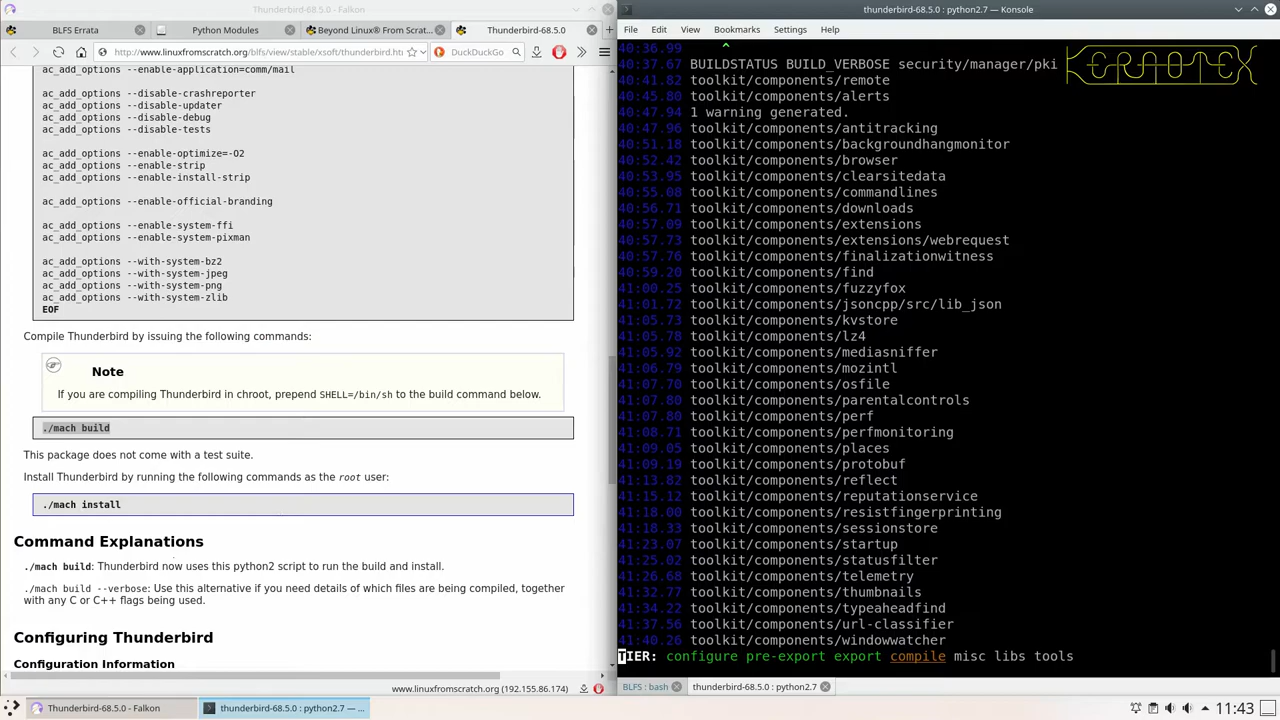 Thunderbird-68.5.0 - Falkon
BLFS Errata
Python Modules
Beyond Linux® From Scrat...
Thunderbird-68.5.0
http://www.linuxfromscratch.org/blfs/view/stable/xsoft/thunderbird.ht
DuckDuckGo
ac_add_options --enable-application=comm/mail
ac_add_options --disable-crashreporter
ac_add_options --disable-updater
ac_add_options --disable-debug
ac_add_options --disable-tests
ac_add_options --enable-optimize=-O2
ac_add_options --enable-strip
ac_add_options --enable-install-strip
ac_add_options --enable-official-branding
ac_add_options --enable-system-ffi
ac_add_options --enable-system-pixman
ac_add_options --with-system-bz2
ac_add_options --with-system-jpeg
ac_add_options --with-system-png
ac_add_options --with-system-zlib
EOF
Compile Thunderbird by issuing the following commands:
Note
If you are compiling Thunderbird in chroot, prepend SHELL=/bin/sh to the build command below.
./mach build
This package does not come with a test suite.
Install Thunderbird by running the following commands as the root user:
./mach install
Command Explanations
./mach build: Thunderbird now uses this python2 script to run the build and install.
./mach build --verbose: Use this alternative if you need details of which files are being compiled, together
with any C or C++ flags being used.
Configuring Thunderbird
Configuration Information
www.linuxfromscratch.org (192.155.86.174)
thunderbird-68.5.0 : python2.7 — Konsole
File Edit View Bookmarks Settings Help
40:36.99 ^
40:37.67 BUILDSTATUS BUILD_VERBOSE security/manager/pki
KERNOTEX
40:41.82 toolkit/components/remote
40:45.80 toolkit/components/alerts
40:47.94 1 warning generated.
40:47.96 toolkit/components/antitracking
40:51.18 toolkit/components/backgroundhangmonitor
40:52.42 toolkit/components/browser
40:53.95 toolkit/components/clearsitedata
40:55.08 toolkit/components/commandlines
40:56.71 toolkit/components/downloads
40:57.09 toolkit/components/extensions
40:57.73 toolkit/components/extensions/webrequest
40:57.76 toolkit/components/finalizationwitness
40:59.20 toolkit/components/find
41:00.25 toolkit/components/fuzzyfox
41:01.72 toolkit/components/jsoncpp/src/lib_json
41:05.73 toolkit/components/kvstore
41:05.78 toolkit/components/lz4
41:05.92 toolkit/components/mediasniffer
41:06.79 toolkit/components/mozintl
41:07.70 toolkit/components/osfile
41:07.80 toolkit/components/parentalcontrols
41:07.80 toolkit/components/perf
41:08.71 toolkit/components/perfmonitoring
41:09.05 toolkit/components/places
41:09.19 toolkit/components/protobuf
41:13.82 toolkit/components/reflect
41:15.12 toolkit/components/reputationservice
41:18.00 toolkit/components/resistfingerprinting
41:18.33 toolkit/components/sessionstore
41:23.07 toolkit/components/startup
41:25.02 toolkit/components/statusfilter
41:26.68 toolkit/components/telemetry
41:32.77 toolkit/components/thumbnails
41:34.22 toolkit/components/typeaheadfind
41:37.56 toolkit/components/url-classifier
41:40.26 toolkit/components/windowwatcher
TIER: configure pre-export export compile misc libs tools
BLFS : bash
thunderbird-68.5.0 : python2.7
Thunderbird-68.5.0 - Falkon
thunderbird-68.5.0 : python2.7 — ...
11:43